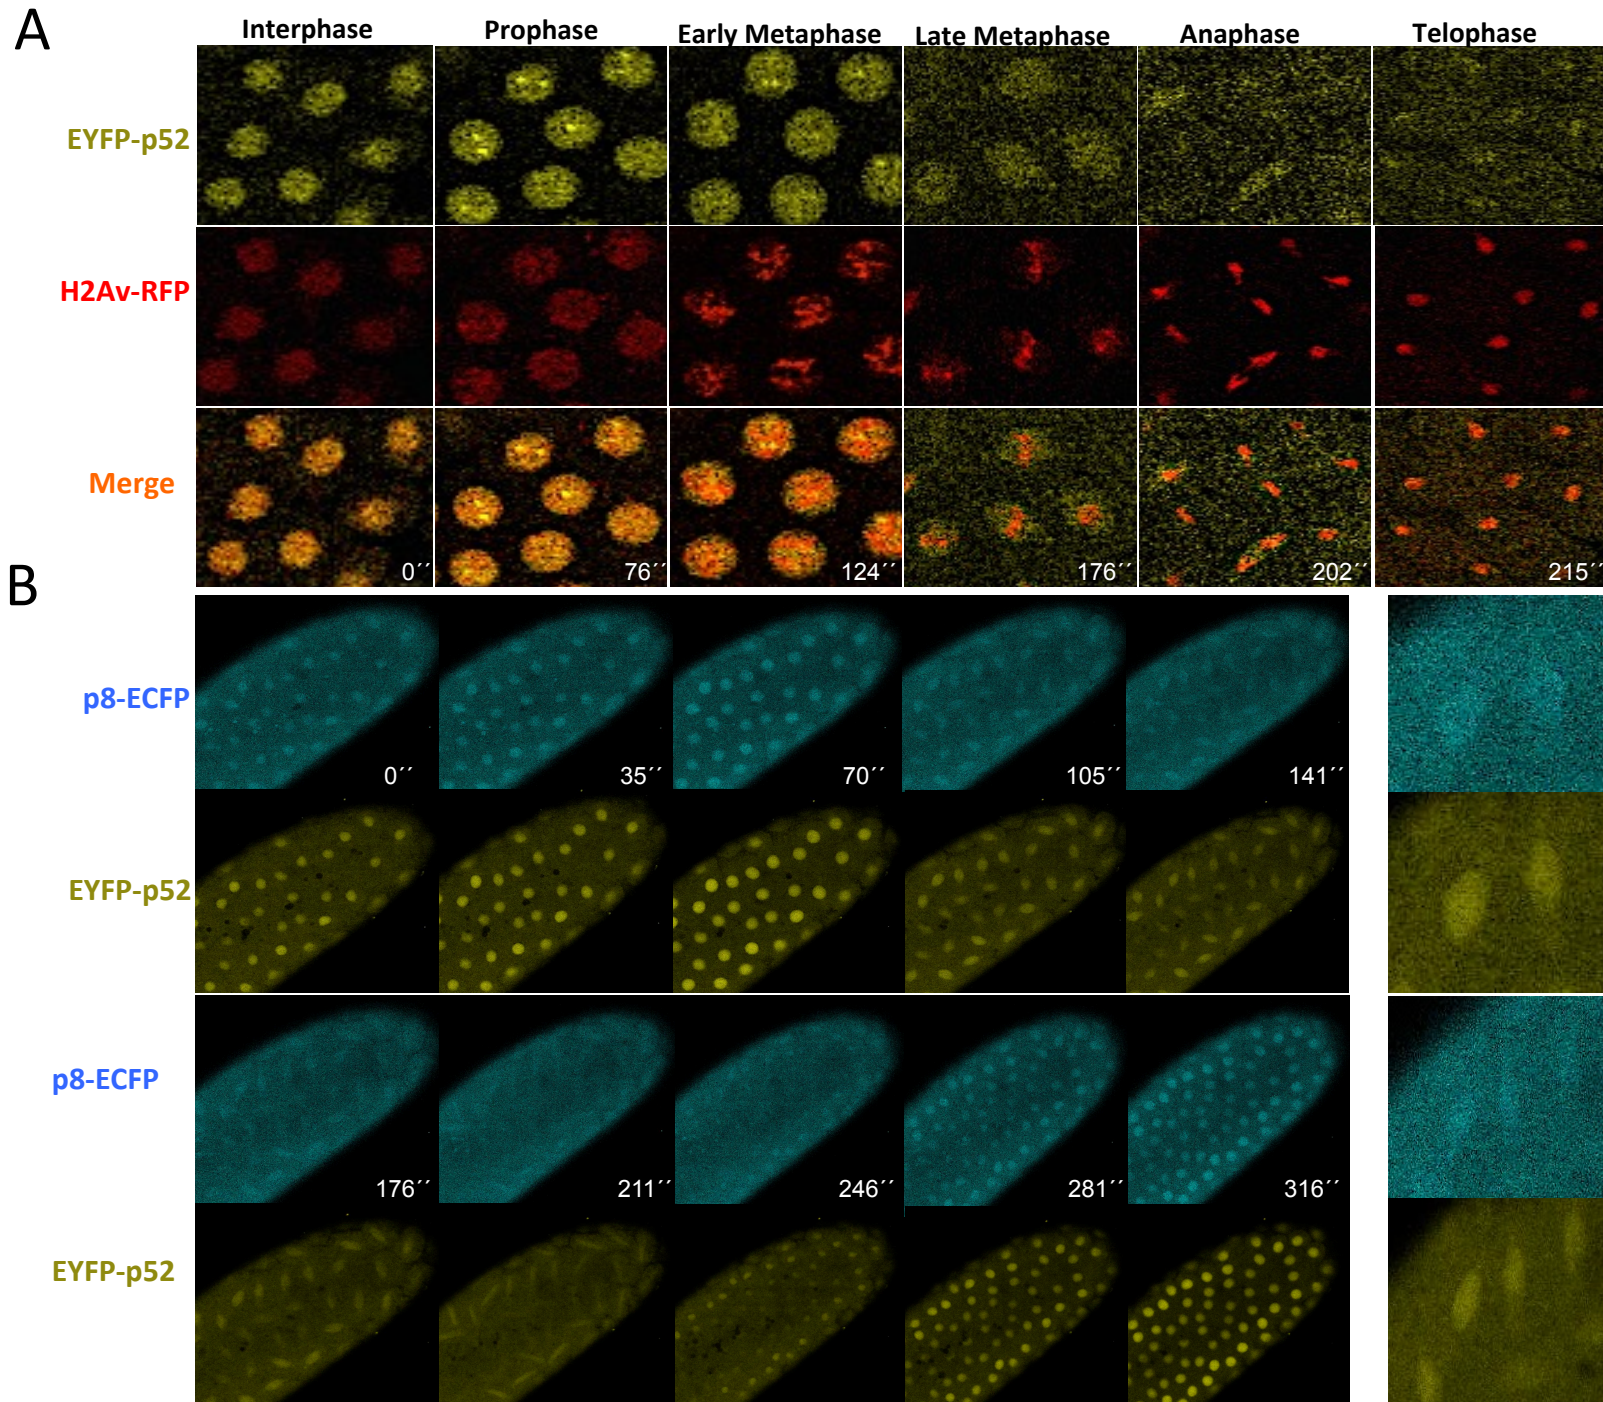 A
Interphase Prophase Early Metaphase Late Metaphase Anaphase Telophase
EYFP-p52
H2Av-RFP
Merge
0´´ 76´´ 124´´ 176´´ 202´´ 215´´
B
p8-ECFP
0´´ 35´´ 70´´ 105´´ 141´´
EYFP-p52
p8-ECFP
176´´ 211´´ 246´´ 281´´ 316´´
EYFP-p52